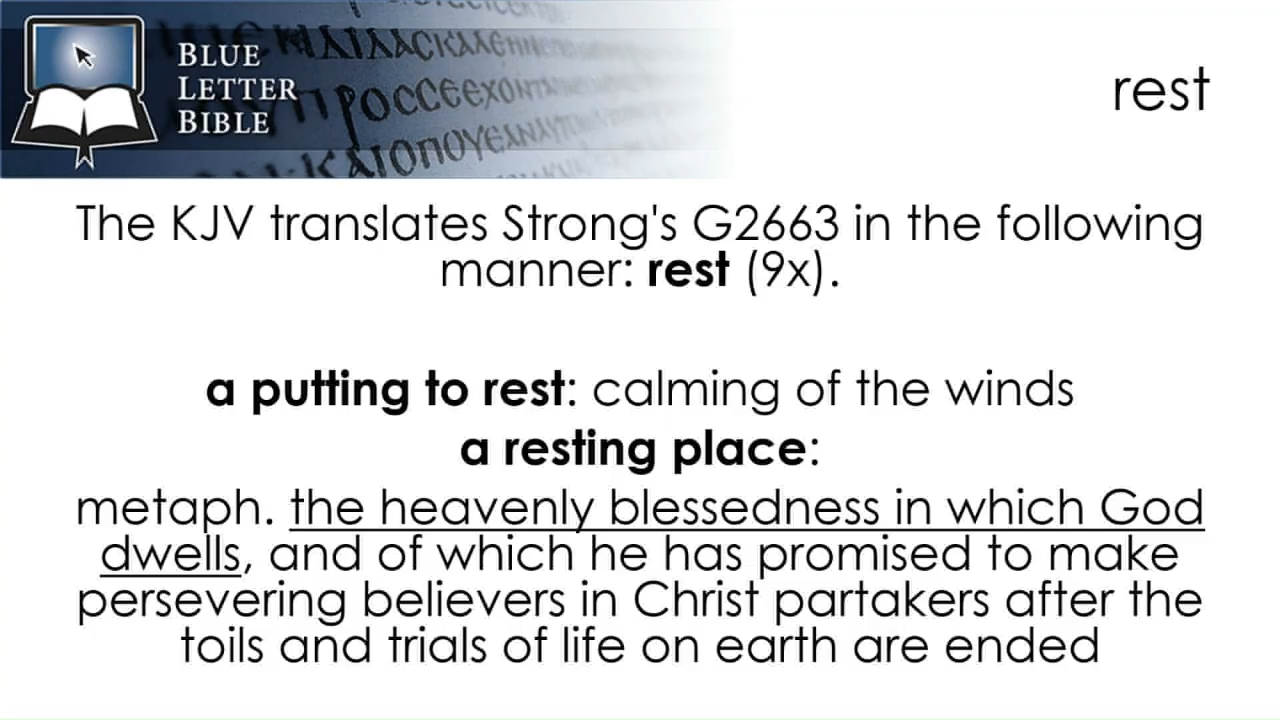 BLUE
LETTER
BIBLE
rest
The KJV translates Strong's G2663 in the following
manner: rest (9x).
a putting to rest: calming of the winds
a resting place:
metaph. the heavenly blessedness in which God
dwells, and of which he has promised to make
persevering believers in Christ partakers after the
toils and trials of life on earth are ended